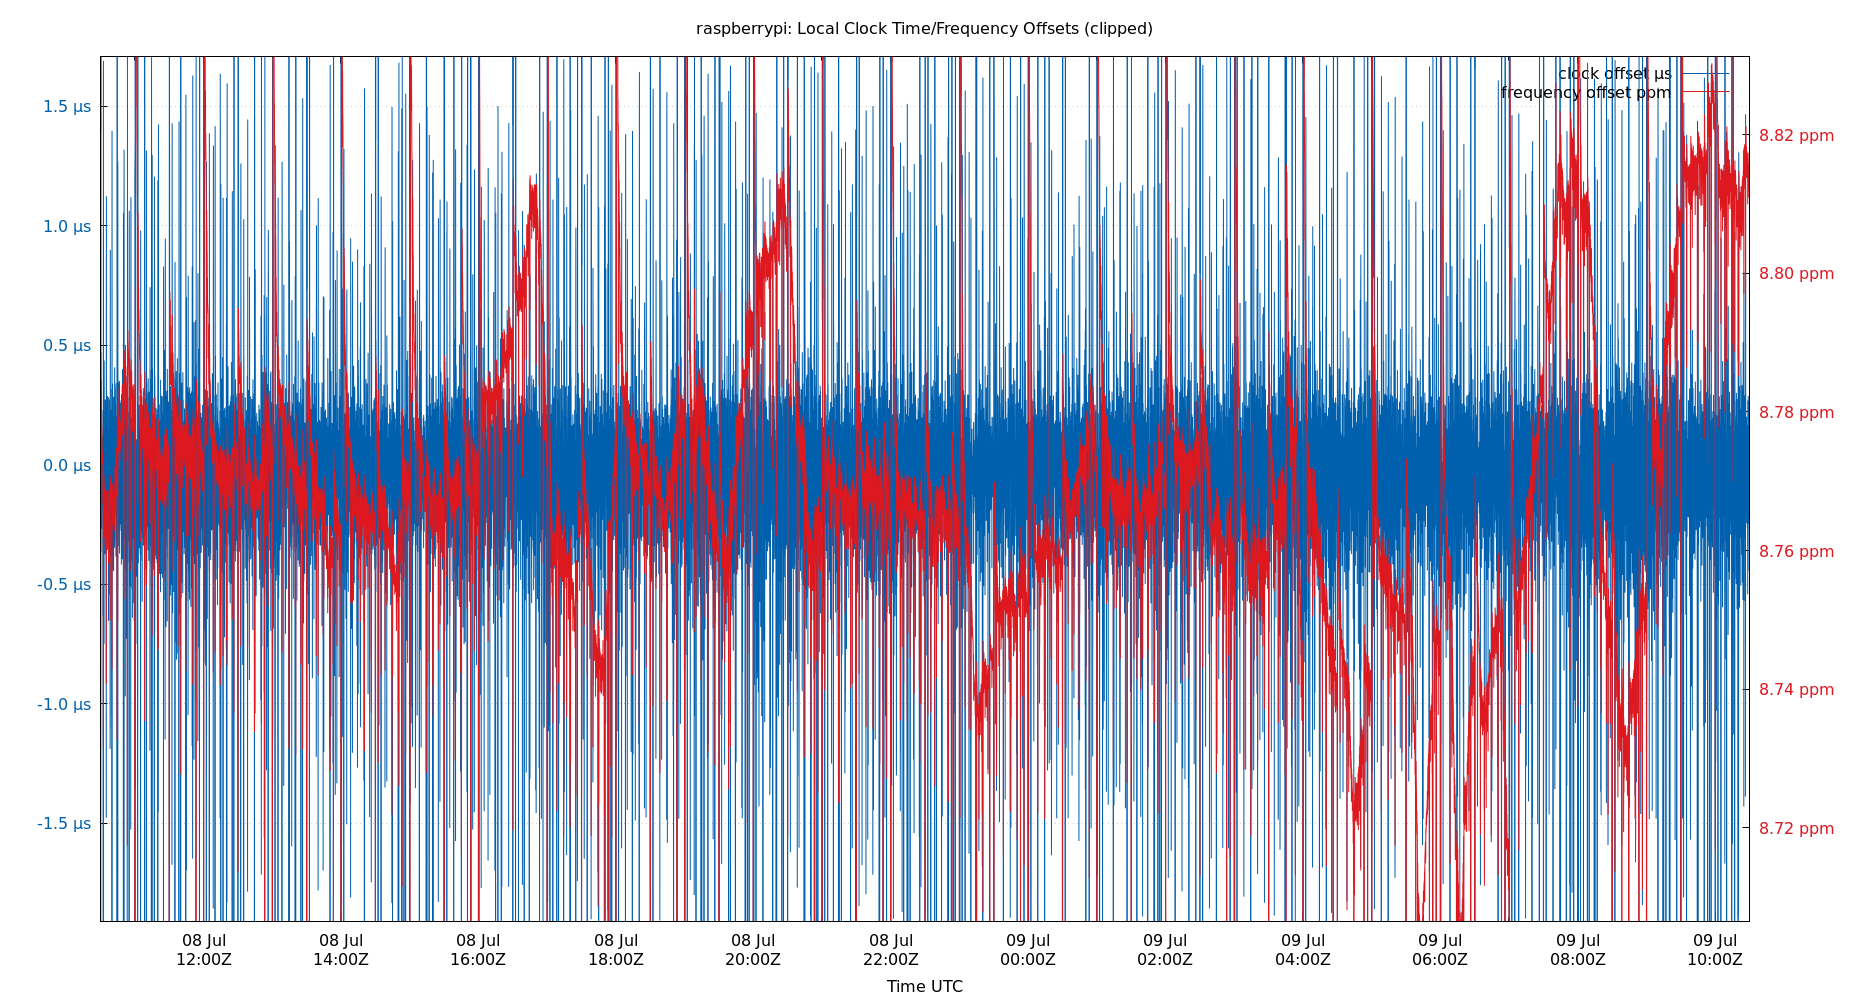 raspberrypi: Local Clock Time/Frequency Offsets (clipped)
clock offset µs
frequency offset ppm
1.5 µs
1.0 µs
0.5 µs
0.0 µs
-0.5 µs
-1.0 µs
-1.5 µs
8.82 ppm
8.80 ppm
8.78 ppm
8.76 ppm
8.74 ppm
8.72 ppm
08 Jul 08 Jul 08 Jul 08 Jul 08 Jul 08 Jul 09 Jul 09 Jul 09 Jul 09 Jul 09 Jul 09 Jul
12:00Z 14:00Z 16:00Z 18:00Z 20:00Z 22:00Z 00:00Z 02:00Z 04:00Z 06:00Z 08:00Z 10:00Z
Time UTC